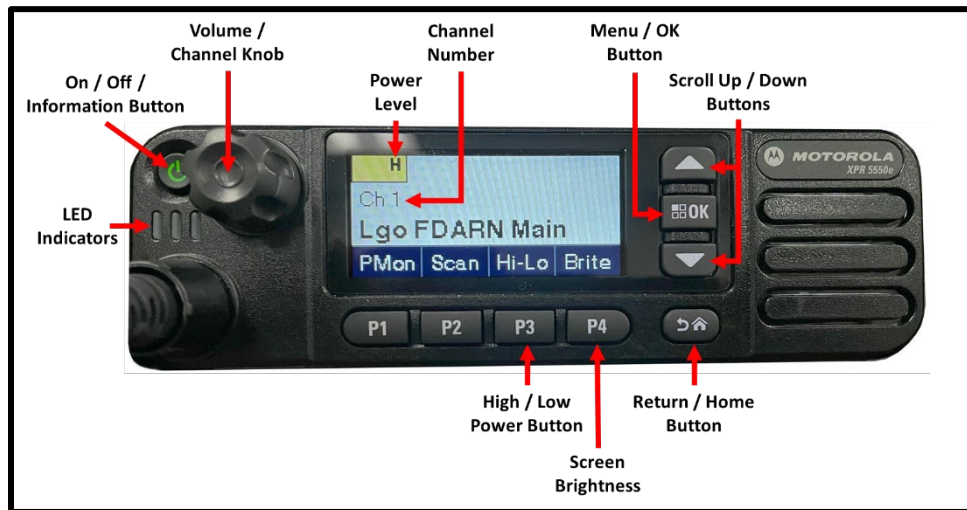 Volume /
Channel Knob
Channel
Number
Menu / OK
Button
On / Off /
Information Button
Power
Level
Scroll Up / Down
Buttons
LED
Indicators
H
Ch 1
Lgo FDARN Main
PMon Scan Hi-Lo Brite
OK
MOTOROLA
XPR 5550e
P1 P2 P3 P4
High / Low
Power Button
Return / Home
Button
Screen
Brightness